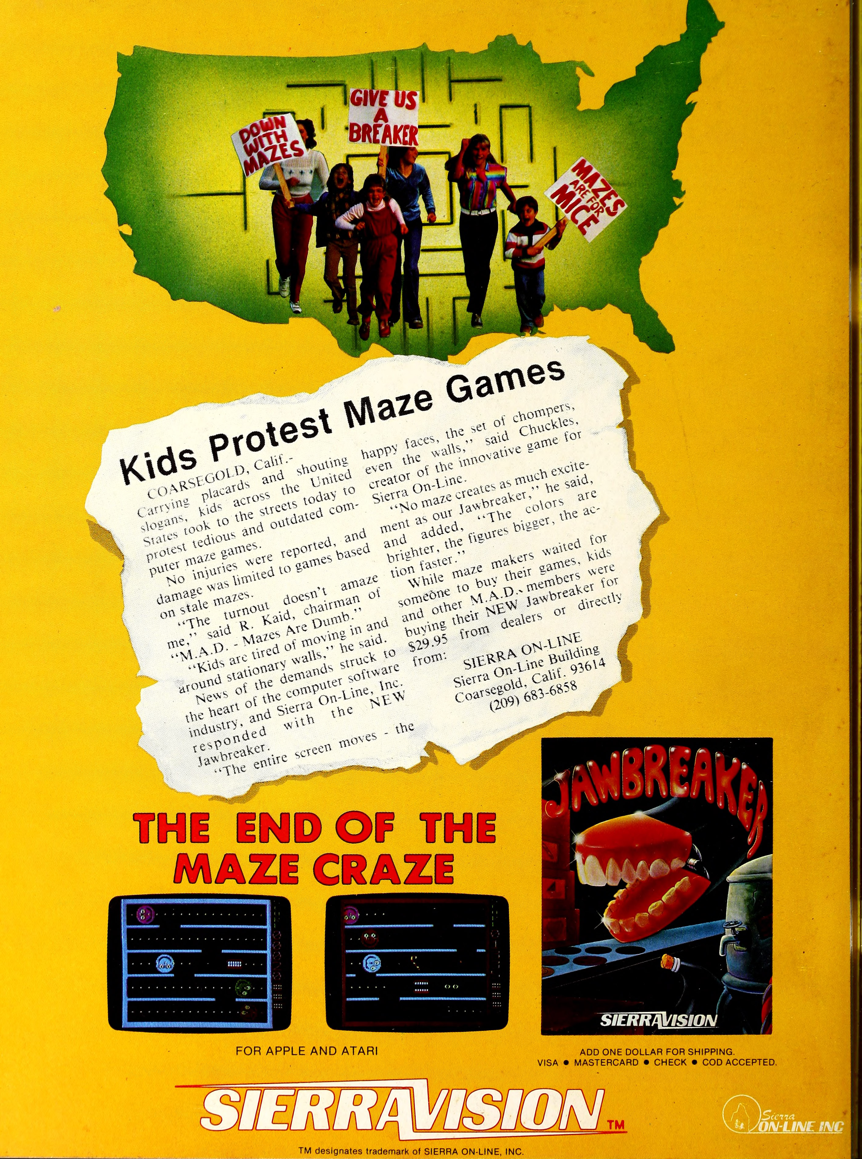 DOWN
WITH
MAZES
GIVE US
A
BREAKER
MAZES
ARE FOR
MICE
Kids Protest Maze Games
COARSEGOLD, Calif.-
Carrying placards and shouting
slogans, kids across the United
States took to the streets today to
protest tedious and outdated com-
puter maze games.
No injuries were reported, and
damage was limited to games based
on stale mazes.
"The turnout doesn't amaze
me," said R. Kaid, chairman of
"M.A.D. - Mazes Are Dumb."
"Kids are tired of moving in and
around stationary walls," he said.
News of the demands struck to
the heart of the computer software
industry, and Sierra On-Line, Inc.
responded with the NEW
Jawbreaker.
"The entire screen moves - the
happy faces, the set of chompers,
even the walls," said Chuckles,
creator of the innovative game for
Sierra On-Line.
"No maze creates as much excite-
ment as our Jawbreaker," he said,
and added, "The colors are
brighter, the figures bigger, the ac-
tion faster."
While maze makers waited for
someone to buy their games, kids
and other M.A.D. members were
buying their NEW Jawbreaker for
$29.95 from dealers or directly
from:
SIERRA ON-LINE
Sierra On-Line Building
Coarsegold, Calif. 93614
(209) 683-6858
THE END OF THE
MAZE CRAZE
JAWBREAKER
SIERRAVISION
FOR APPLE AND ATARI
ADD ONE DOLLAR FOR SHIPPING.
VISA ● MASTERCARD ● CHECK ● COD ACCEPTED.
SIERRAVISION TM
Sierra
ON-LINE INC
TM designates trademark of SIERRA ON-LINE, INC.